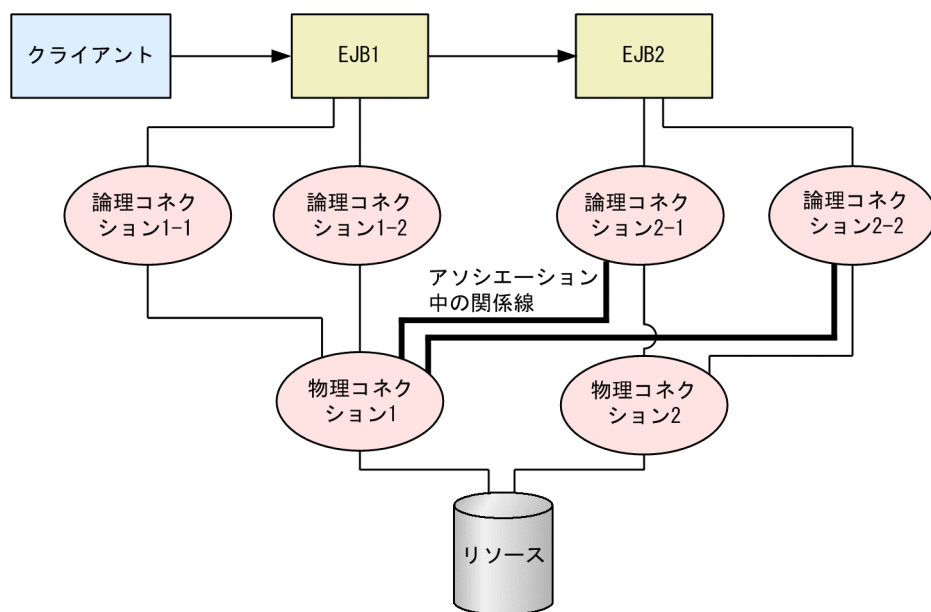 クライアント
EJB1
EJB2
論理コネク
ション1-1
論理コネク
ション1-2
論理コネク
ション2-1
論理コネク
ション2-2
アソシエーション
中の関係線
物理コネク
ション1
物理コネク
ション2
リソース